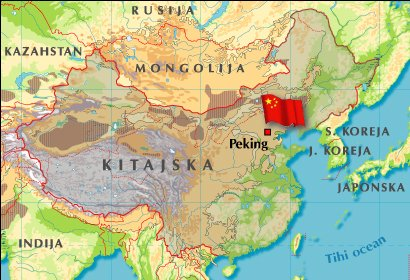 RUSIJA
KAZAHSTAN
MONGOLIJA
Peking
S. KOREJA
J. KOREJA
KITAJSKA
JAPONSKA
INDIJA
Tihi ocean